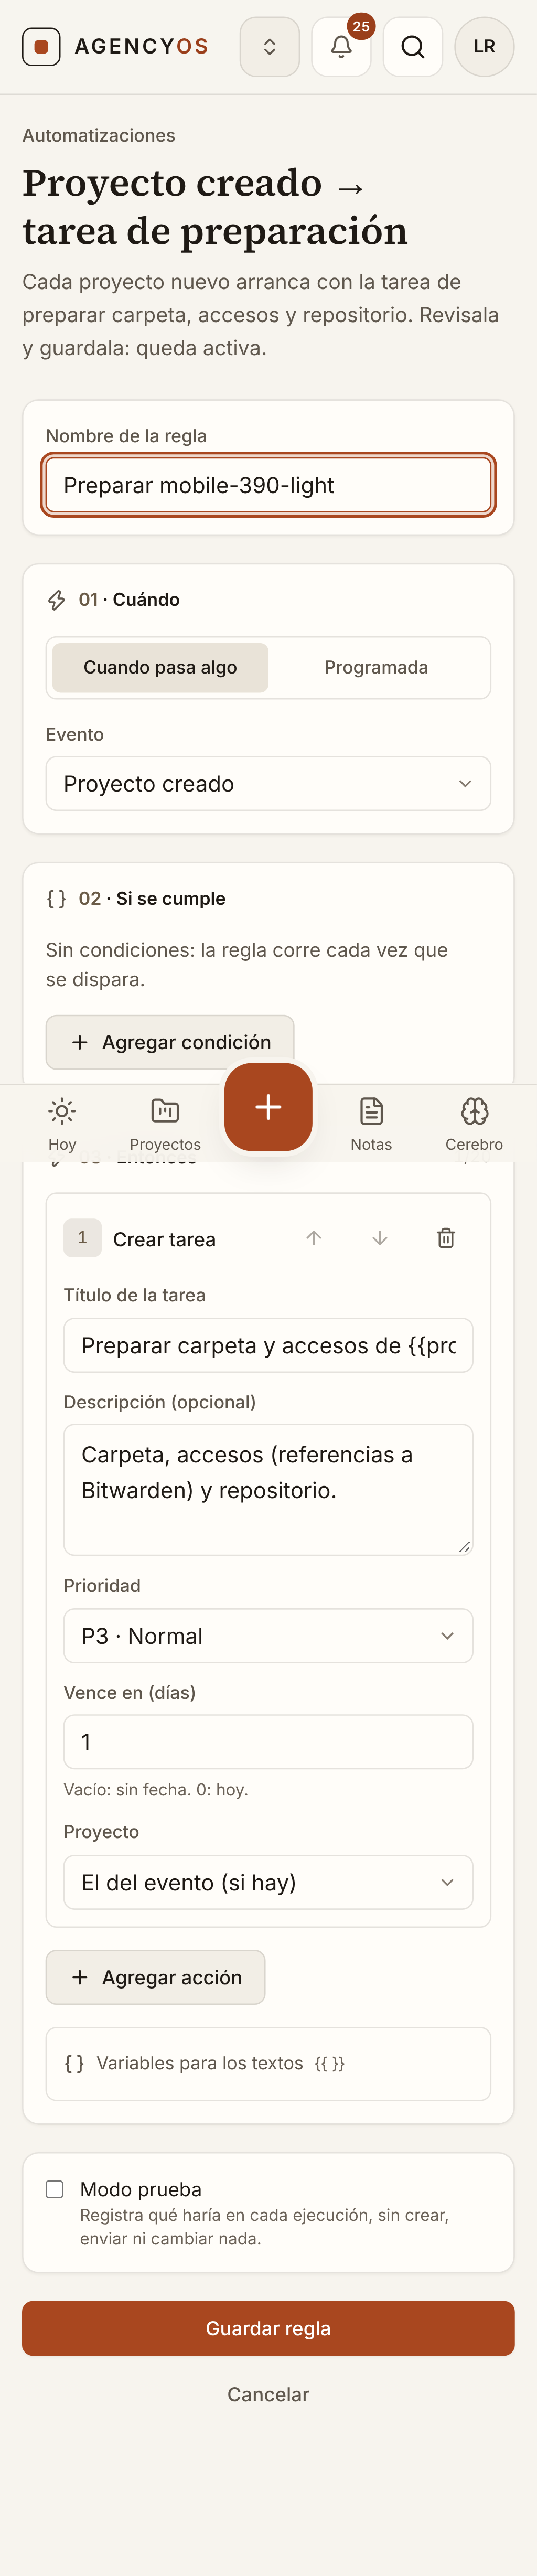 AGENCYOS
25
LR
Automatizaciones
Proyecto creado →
tarea de preparación
Cada proyecto nuevo arranca con la tarea de
preparar carpeta, accesos y repositorio. Revisala
y guardala: queda activa.
Nombre de la regla
Preparar mobile-390-light
01 · Cuándo
Cuando pasa algo
Programada
Evento
Proyecto creado
{} 02 · Si se cumple
Sin condiciones: la regla corre cada vez que
se dispara.
+ Agregar condición
Hoy
Proyectos
+
Notas
Cerebro
03 · Entonces
1 Crear tarea
Título de la tarea
Preparar carpeta y accesos de {{pro
Descripción (opcional)
Carpeta, accesos (referencias a
Bitwarden) y repositorio.
Prioridad
P3 · Normal
Vence en (días)
1
Vacío: sin fecha. 0: hoy.
Proyecto
El del evento (si hay)
+ Agregar acción
{} Variables para los textos {{ }}
Modo prueba
Registra qué haría en cada ejecución, sin crear,
enviar ni cambiar nada.
Guardar regla
Cancelar